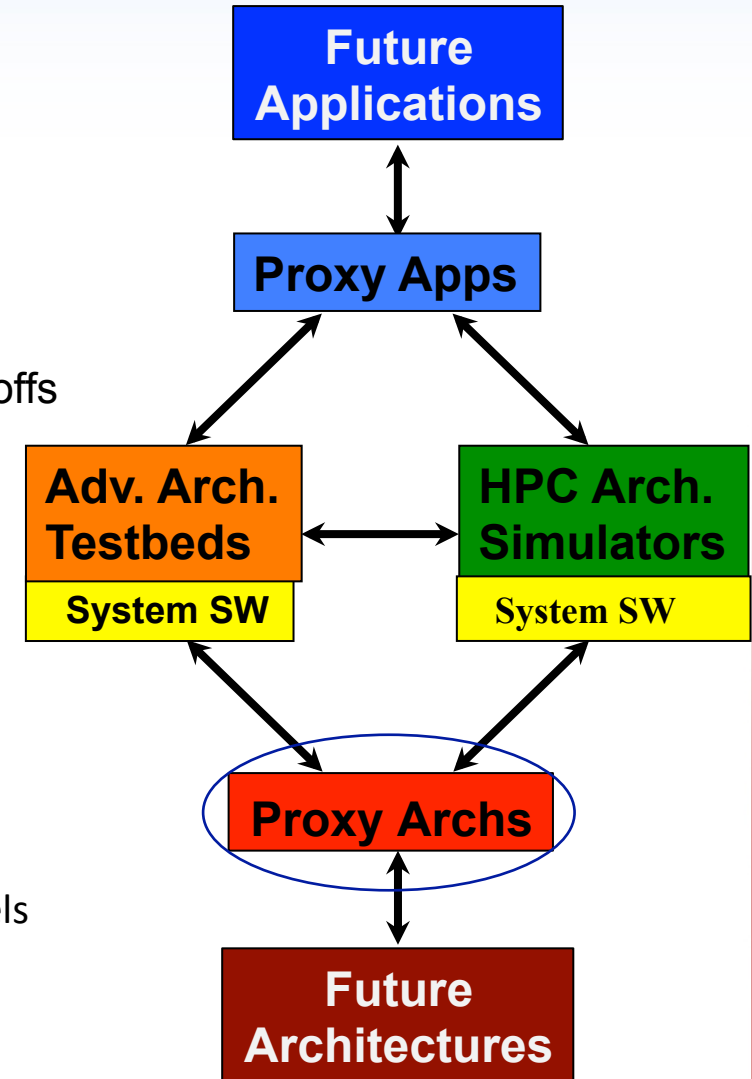 Future
Applications
Proxy Apps
offs
Adv. Arch.
Testbeds
HPC Arch.
Simulators
System SW
System SW
Proxy Archs
els
Future
Architectures